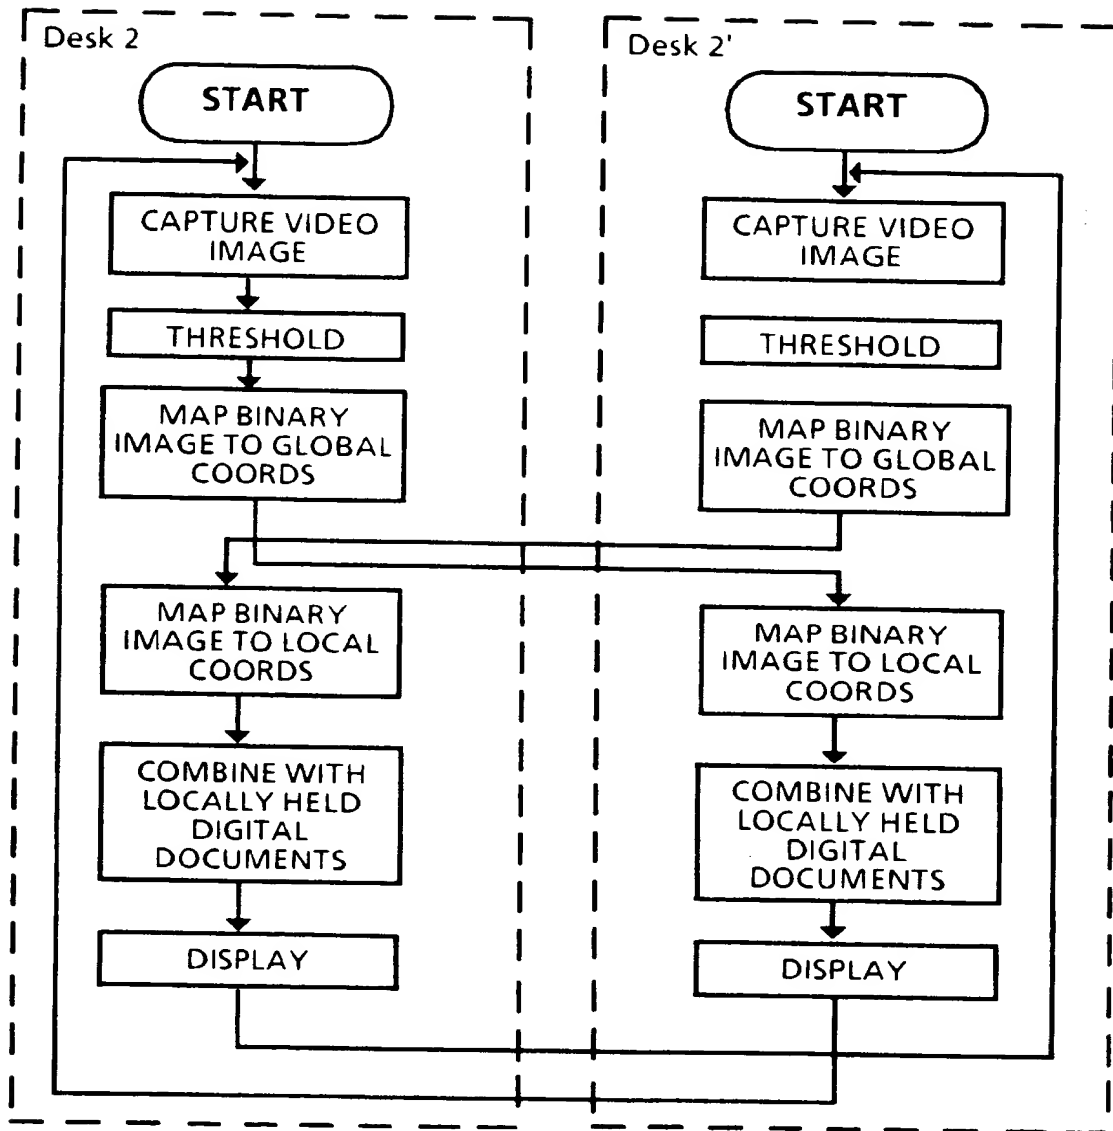 Desk 2
START
CAPTURE VIDEO
IMAGE
THRESHOLD
MAP BINARY
IMAGE TO GLOBAL
COORDS
MAP BINARY
IMAGE TO LOCAL
COORDS
COMBINE WITH
LOCALLY HELD
DIGITAL
DOCUMENTS
DISPLAY
Desk 2'
START
CAPTURE VIDEO
IMAGE
THRESHOLD
MAP BINARY
IMAGE TO GLOBAL
COORDS
MAP BINARY
IMAGE TO LOCAL
COORDS
COMBINE WITH
LOCALLY HELD
DIGITAL
DOCUMENTS
DISPLAY